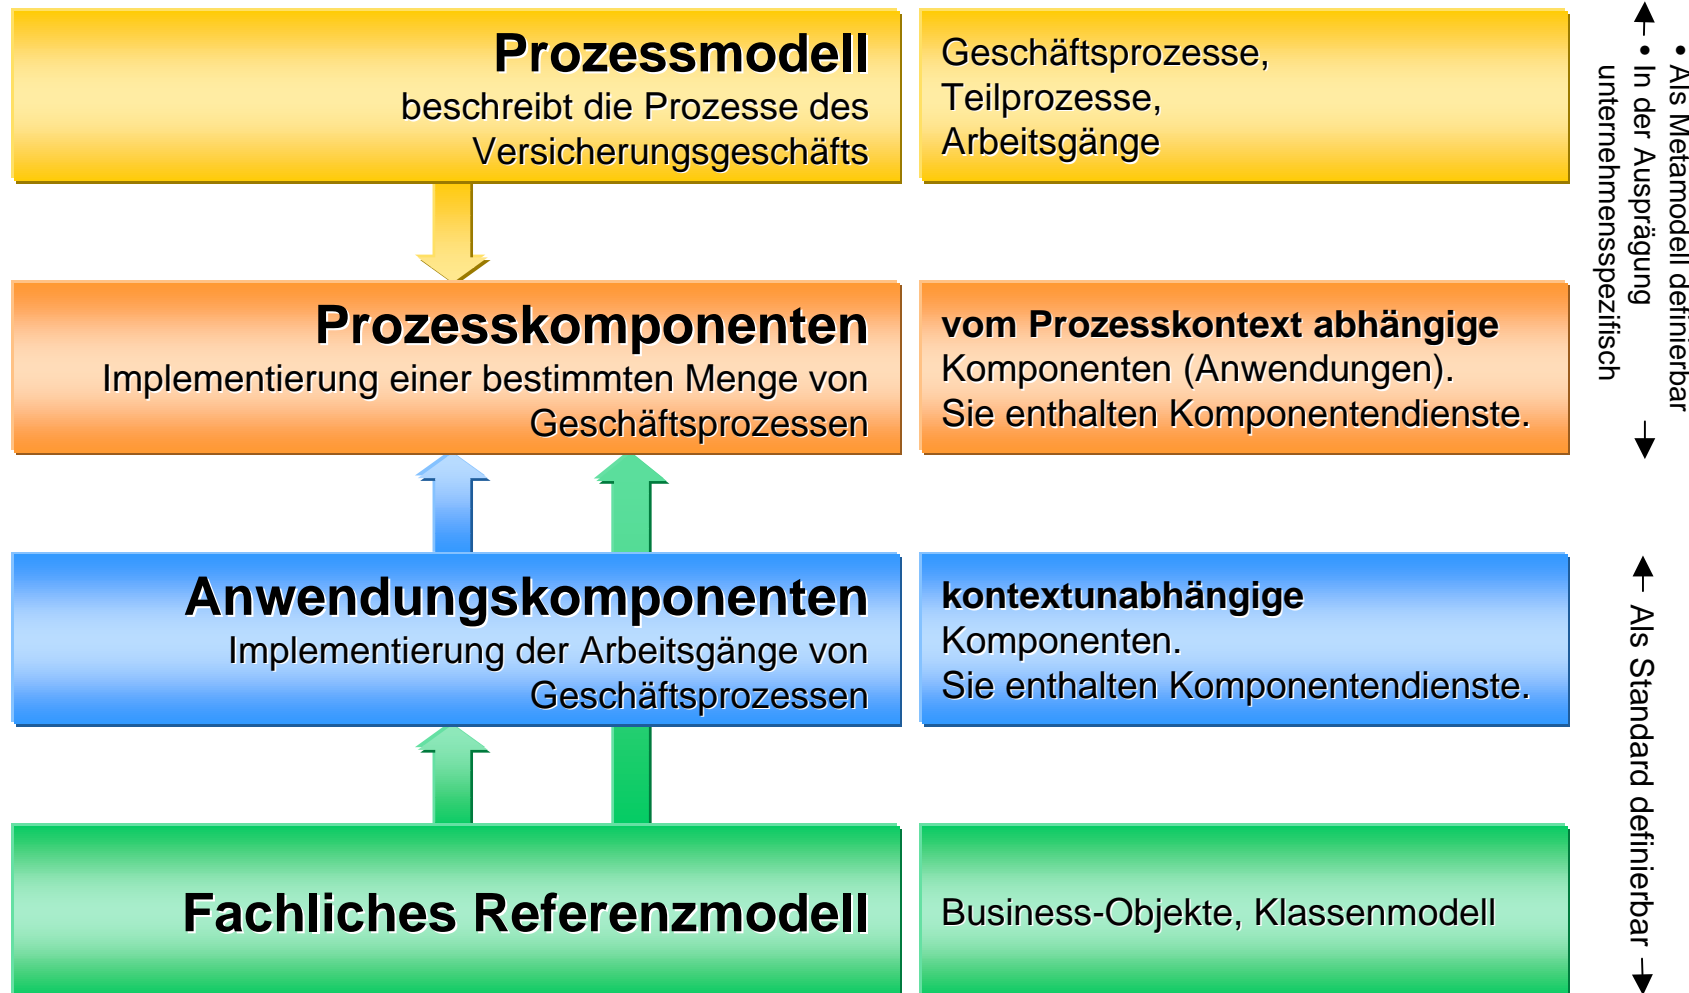 Prozessmodell
beschreibt die Prozesse des
Versicherungsgeschäfts
Geschäftsprozesse,
Teilprozesse,
Arbeitsgänge
• Als Metamodell definierbar
• In der Ausprägung
unternehmensspezifisch
Prozesskomponenten
Implementierung einer bestimmten Menge von
Geschäftsprozessen
vom Prozesskontext abhängige
Komponenten (Anwendungen).
Sie enthalten Komponentendienste.
Anwendungskomponenten
Implementierung der Arbeitsgänge von
Geschäftsprozessen
kontextunabhängige
Komponenten.
Sie enthalten Komponentendienste.
Als Standard definierbar
Fachliches Referenzmodell
Business-Objekte, Klassenmodell